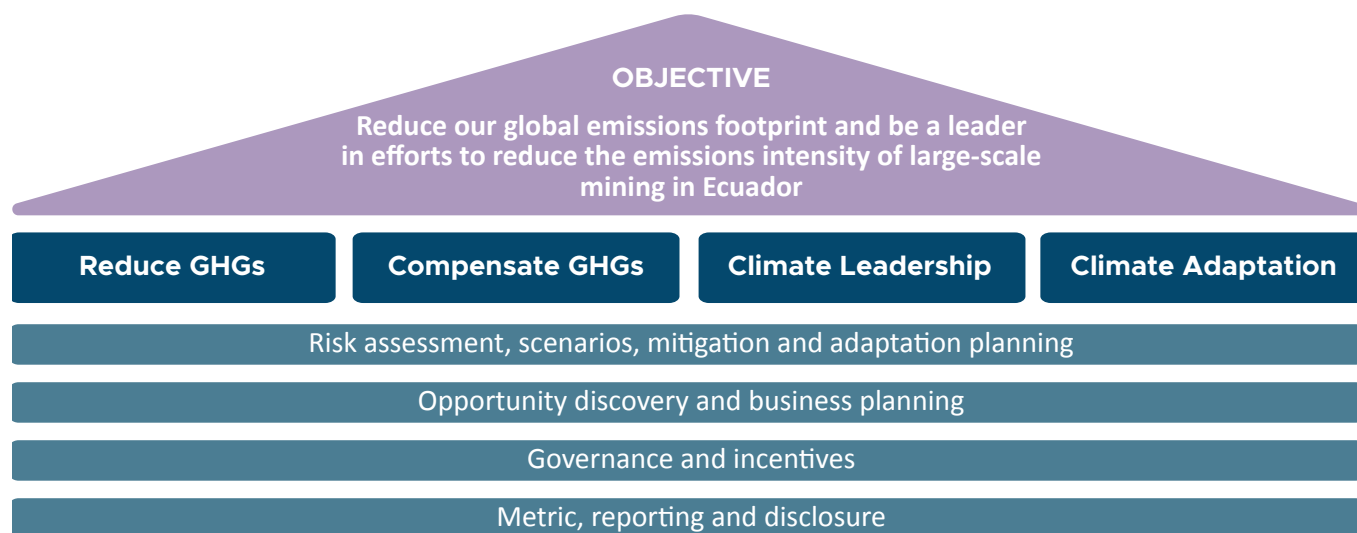 OBJECTIVE
Reduce our global emissions footprint and be a leader
in efforts to reduce the emissions intensity of large-scale
mining in Ecuador
Reduce GHGs
Compensate GHGs
Climate Leadership
Climate Adaptation
Risk assessment, scenarios, mitigation and adaptation planning
Opportunity discovery and business planning
Governance and incentives
Metric, reporting and disclosure